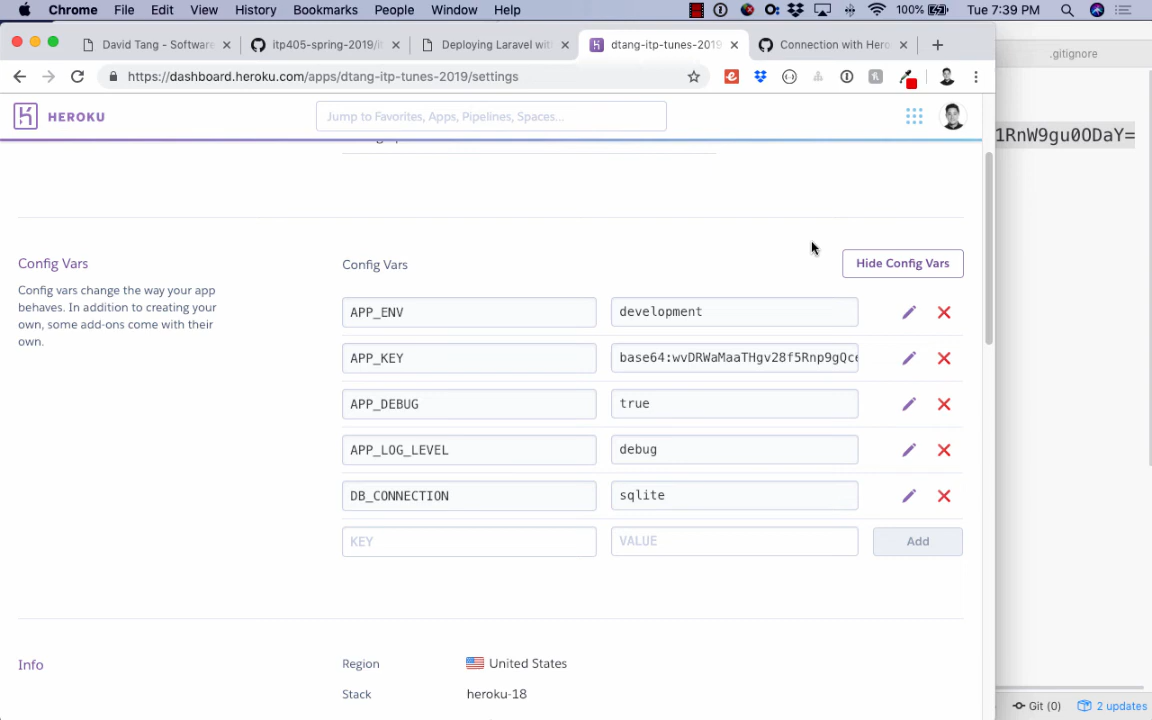 Chrome File Edit View History Bookmarks People Window Help
100% Tue 7:39 PM
David Tang - Software
itp405-spring-2019/it
Deploying Laravel with
dtang-itp-tunes-2019
Connection with Hero
.gitignore
https://dashboard.heroku.com/apps/dtang-itp-tunes-2019/settings
HEROKU
Jump to Favorites, Apps, Pipelines, Spaces...
1RnW9gu0ODaY=
Config Vars
Config vars change the way your app
behaves. In addition to creating your
own, some add-ons come with their
own.
Config Vars
Hide Config Vars
APP_ENV development
APP_KEY base64:wvDRWaMaaTHgv28f5Rnp9gQce
APP_DEBUG true
APP_LOG_LEVEL debug
DB_CONNECTION sqlite
KEY VALUE Add
Info
Region United States
Stack heroku-18
Git (0) 2 updates